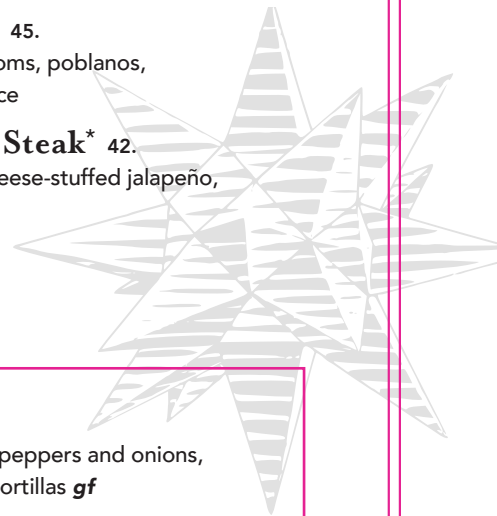 45.
oms, poblanos,
ce
Steak* 42.
eese-stuffed jalapeño,
peppers and onions,
ortillas gf